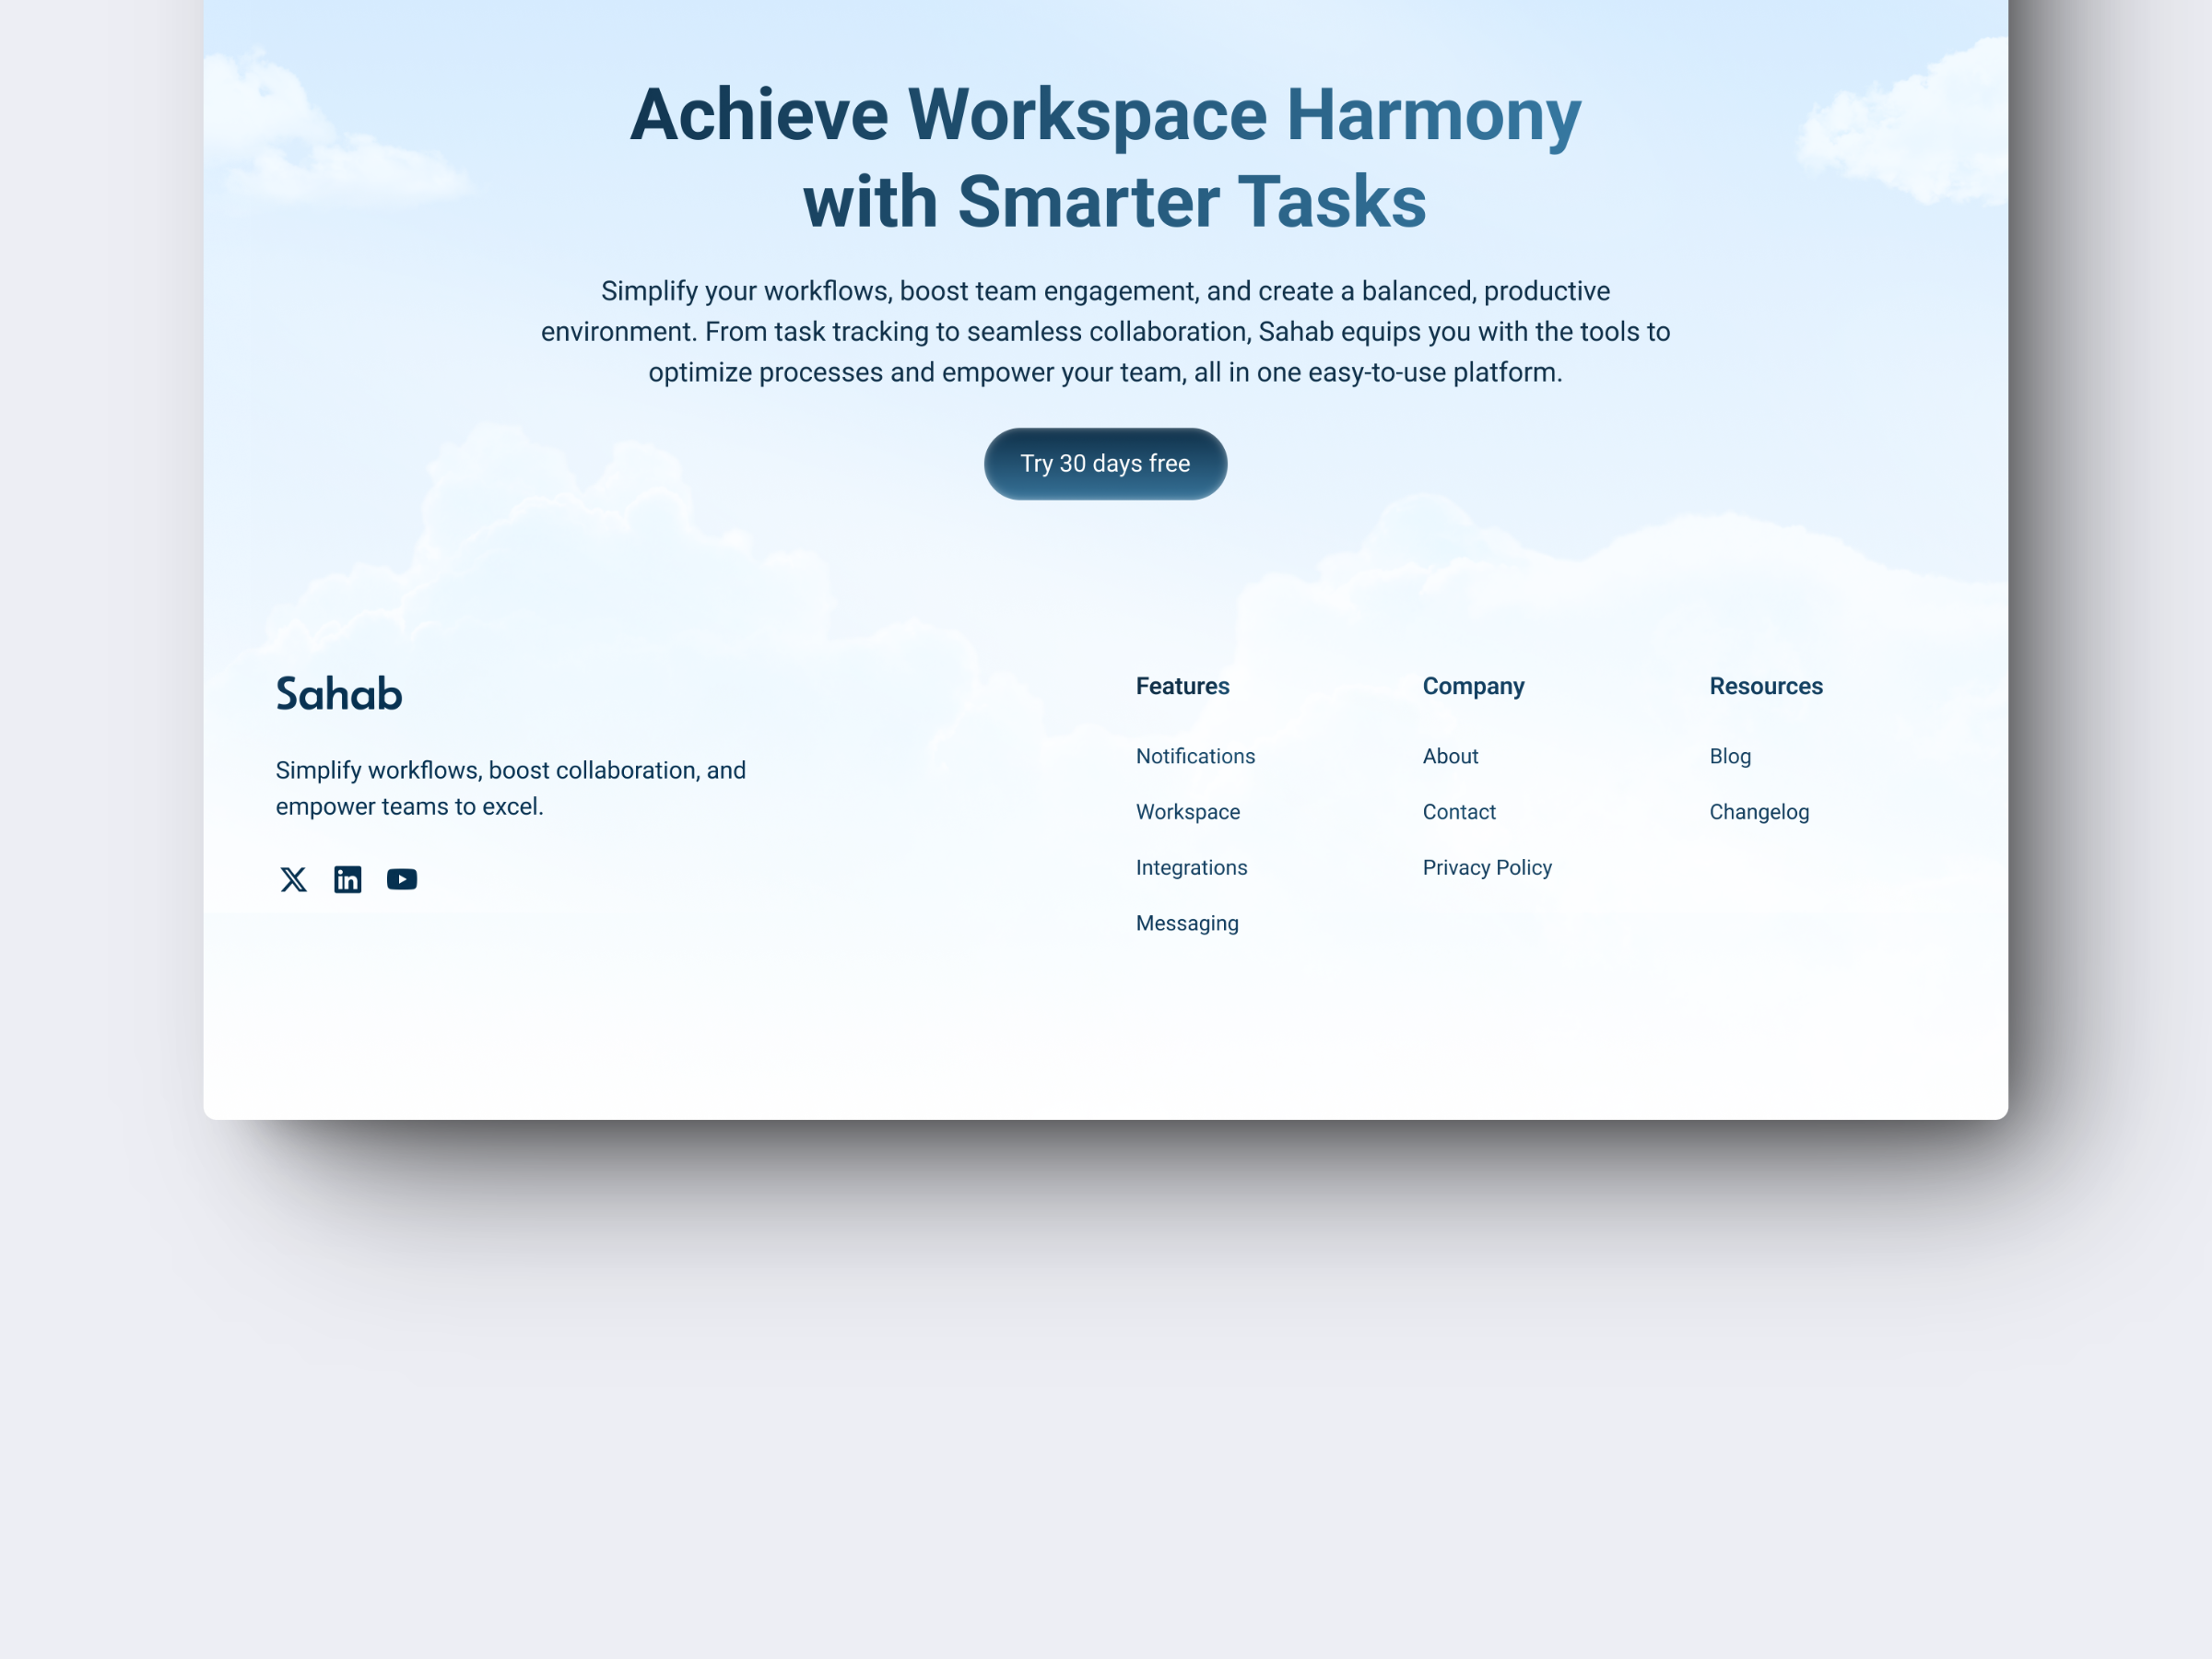 Achieve Workspace Harmony
with Smarter Tasks
Simplify your workflows, boost team engagement, and create a balanced, productive
environment. From task tracking to seamless collaboration, Sahab equips you with the tools to
optimize processes and empower your team, all in one easy-to-use platform.
Try 30 days free
Sahab
Simplify workflows, boost collaboration, and
empower teams to excel.
Features
Notifications
Workspace
Integrations
Messaging
Company
About
Contact
Privacy Policy
Resources
Blog
Changelog